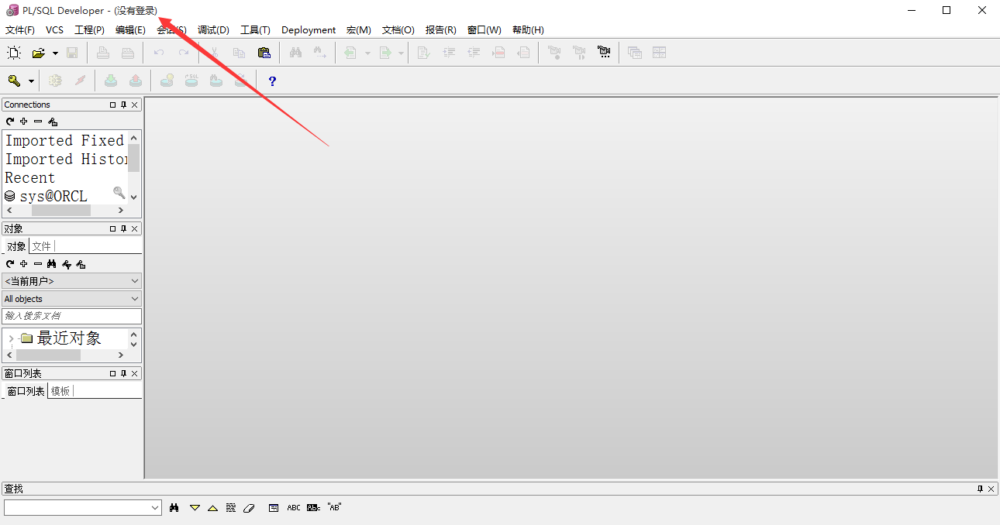 PL/SQL Developer - (没有登录)
文件(F) VCS 工程(P) 编辑(E) 会话(S) 调试(D) 工具(T) Deployment 宏(M) 文档(O) 报告(R) 窗口(W) 帮助(H)
SQL ?
Connections
Imported Fixed
Imported Histor
Recent
sys@ORCL
对象
对象 文件
<当前用户>
All objects
输入搜索文档
最近对象
窗口列表
窗口列表 模板
查找
ABC ABc "AB"